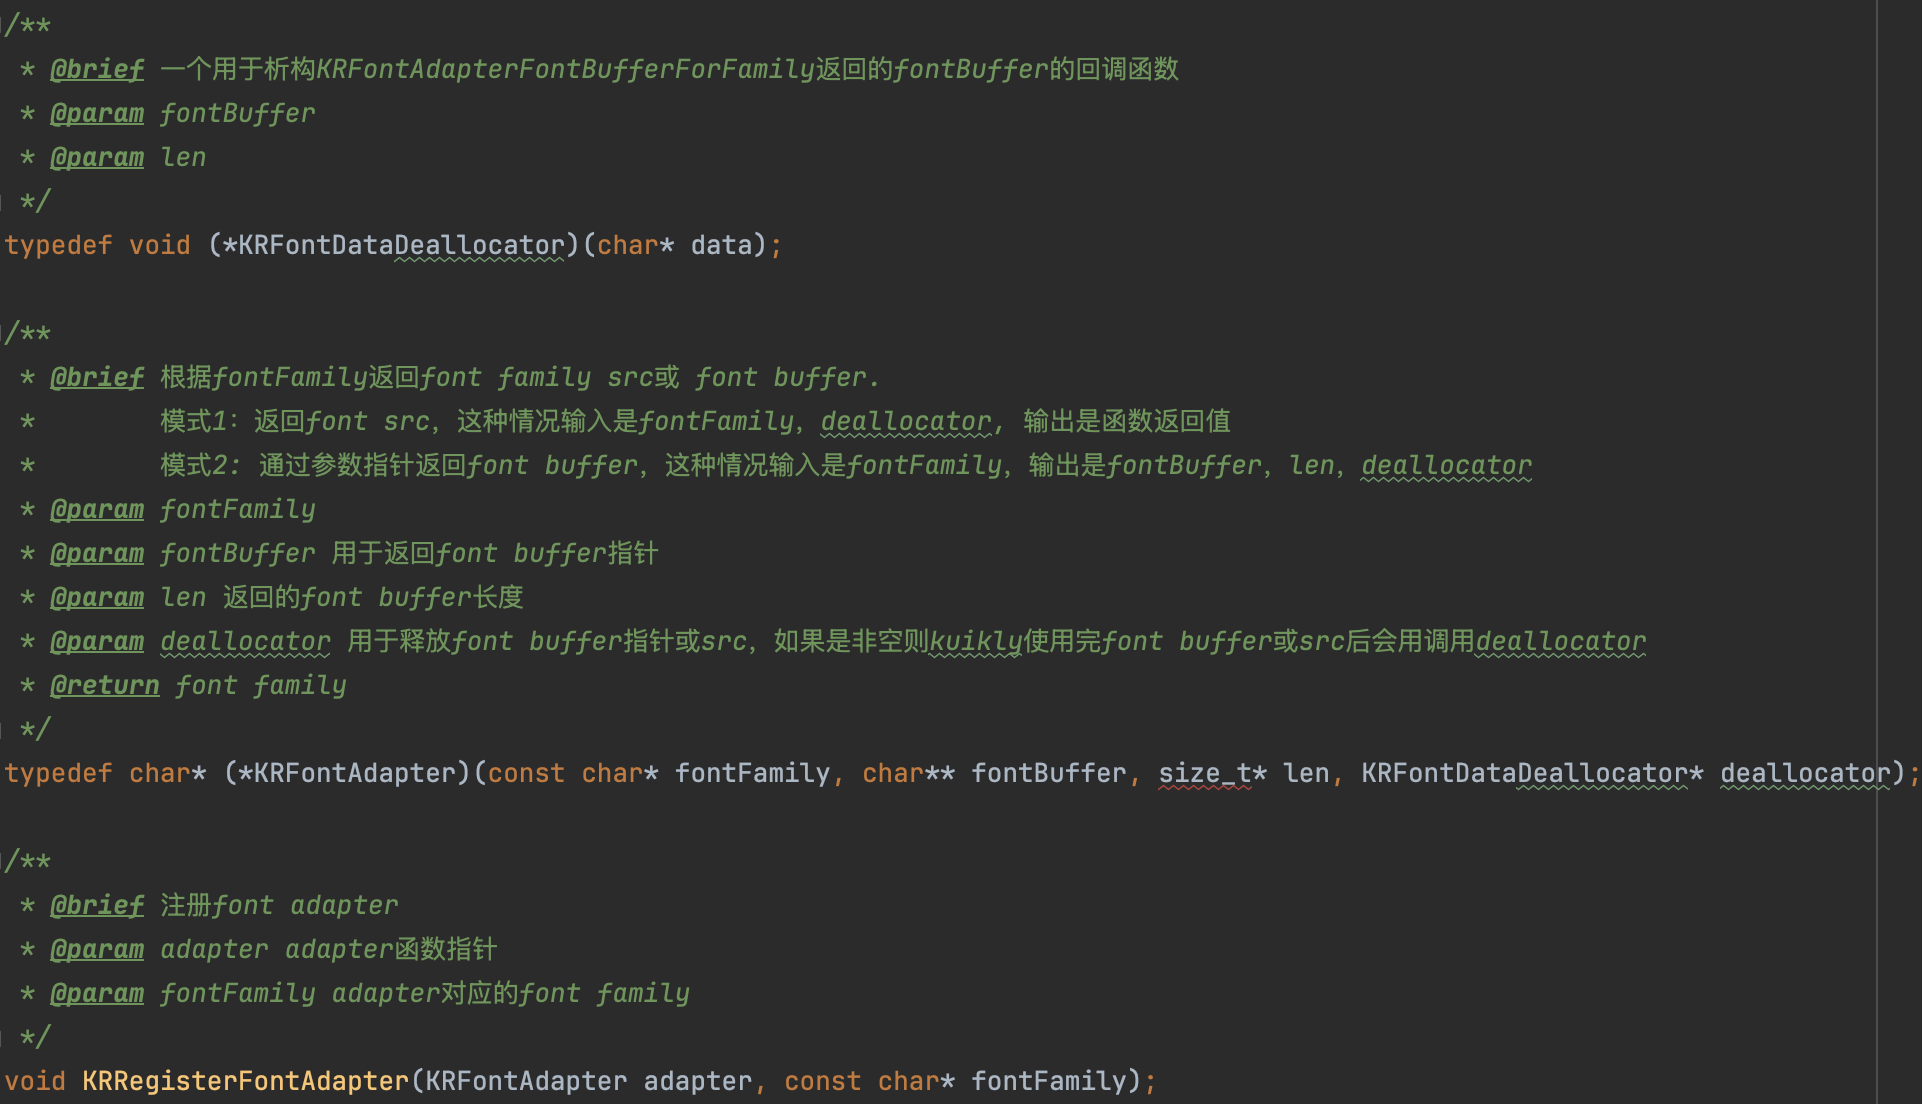 /**
 * @brief 一个用于析构KRFontAdapterFontBufferForFamily返回的fontBuffer的回调函数
 * @param fontBuffer
 * @param len
 */
typedef void (*KRFontDataDeallocator)(char* data);
/**
 * @brief 根据fontFamily返回font family src或 font buffer.
 *        模式1：返回font src，这种情况输入是fontFamily，deallocator, 输出是函数返回值
 *        模式2: 通过参数指针返回font buffer，这种情况输入是fontFamily，输出是fontBuffer，len，deallocator
 * @param fontFamily
 * @param fontBuffer 用于返回font buffer指针
 * @param len 返回的font buffer长度
 * @param deallocator 用于释放font buffer指针或src，如果是非空则kuikly使用完font buffer或src后会用调用deallocator
 * @return font family
 */
typedef char* (*KRFontAdapter)(const char* fontFamily, char** fontBuffer, size_t* len, KRFontDataDeallocator* deallocator);
/**
 * @brief 注册font adapter
 * @param adapter adapter函数指针
 * @param fontFamily adapter对应的font family
 */
void KRRegisterFontAdapter(KRFontAdapter adapter, const char* fontFamily);